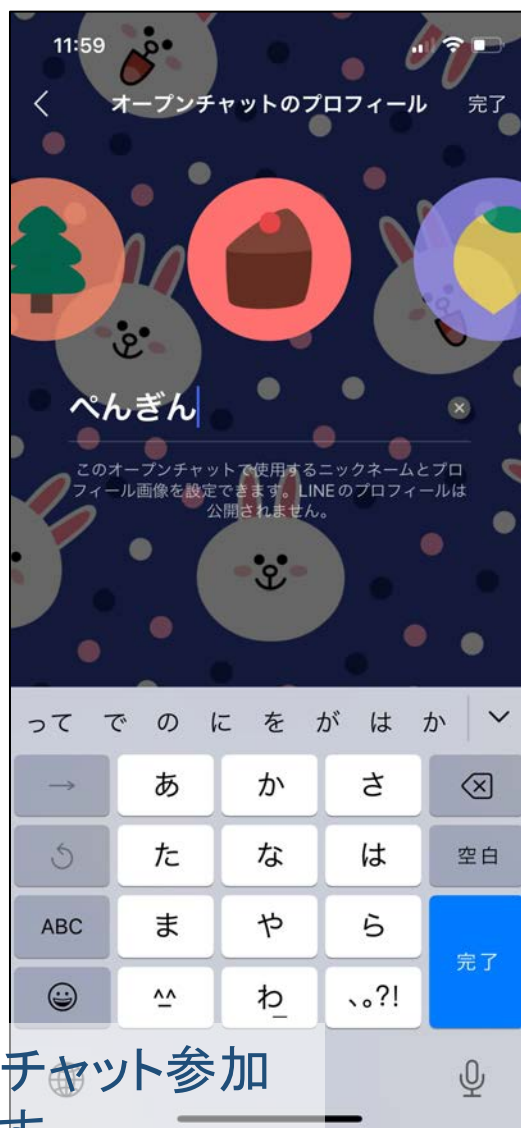 11:59
オープンチャットのプロフィール 完了
ぺんぎん
このオープンチャットで使用するニックネームとプロ
フィール画像を設定できます。LINEのプロフィールは
公開されません。
って で の に を が は か
→ あ か さ
た な は 空白
ABC ま や ら
完了
^^ わ_ 、。?!
チャット参加
す